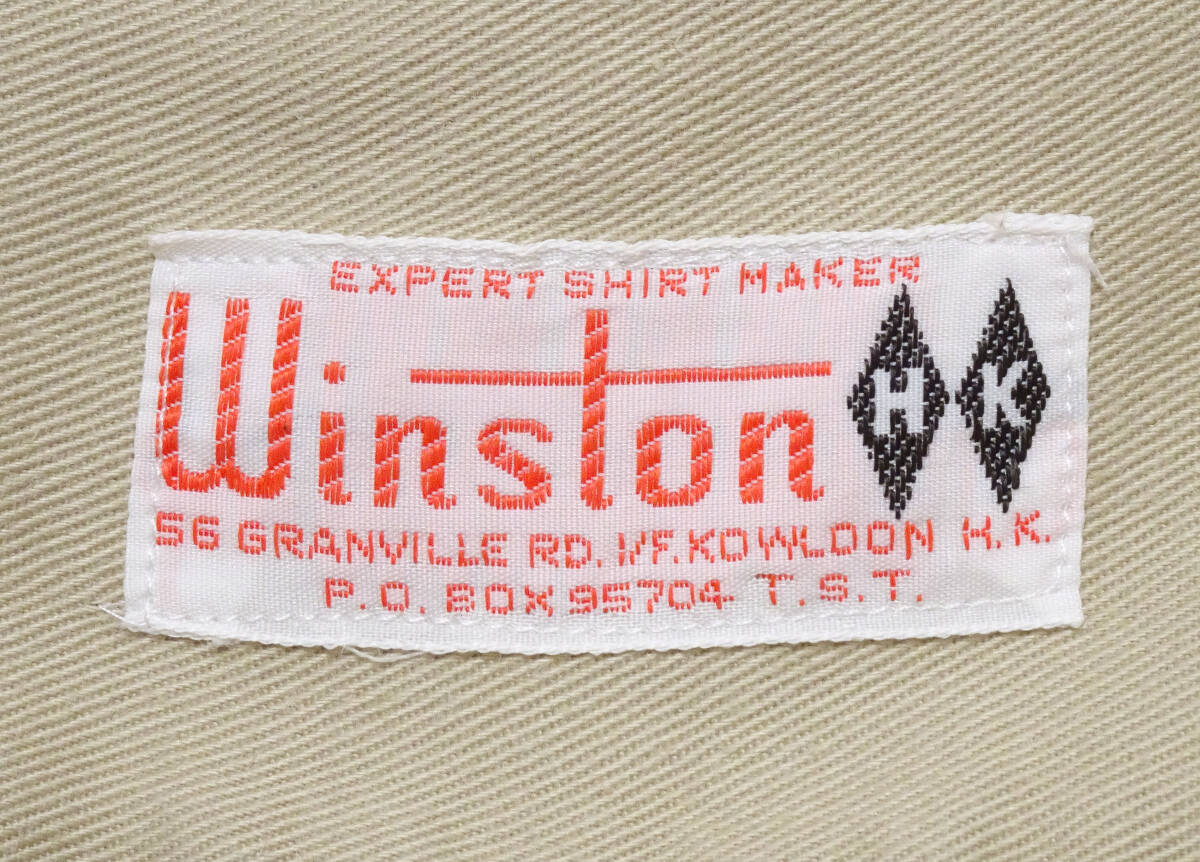 EXPERT SHIRT MAKER
Winston H K
56 GRANVILLE RD. 1/F. KOWLOON H. K.
P. O. BOX 95704 T. S. T.